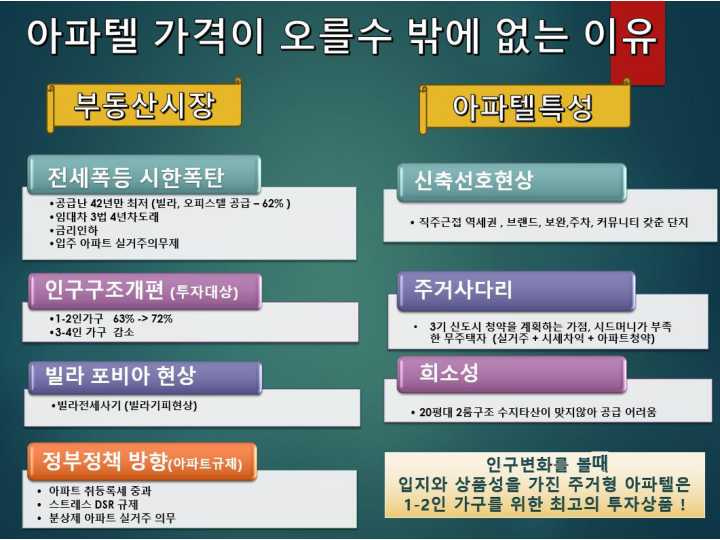 아파텔 가격이 오를수 밖에 없는 이유
부동산시장
전세폭등 시한폭탄
•공급난 42년만 최저 (빌라, 오피스텔 공급 – 62% )
•임대차 3법 4년차도래
•금리인하
•입주 아파트 실거주의무제
인구구조개편 (투자대상)
•1-2인가구 63% -> 72%
•3-4인 가구 감소
빌라 포비아 현상
•빌라전세사기 (빌라기피현상)
정부정책 방향(아파트규제)
• 아파트 취등록세 중과
• 스트레스 DSR 규제
• 분상제 아파트 실거주 의무
아파텔특성
신축선호현상
• 직주근접 역세권 , 브랜드, 보완,주차, 커뮤니티 갖춘 단지
주거사다리
• 3기 신도시 청약을 계획하는 가점, 시드머니가 부족
한 무주택자 (실거주 + 시세차익 + 아파트청약)
희소성
• 20평대 2룸구조 수지타산이 맞지않아 공급 어려움
인구변화를 볼때
입지와 상품성을 가진 주거형 아파텔은
1-2인 가구를 위한 최고의 투자상품 !